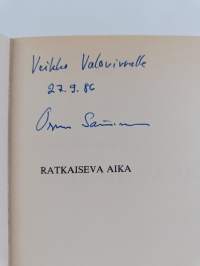 Veikko Valovirralle
27.9.86
RATKAISEVA AIKA